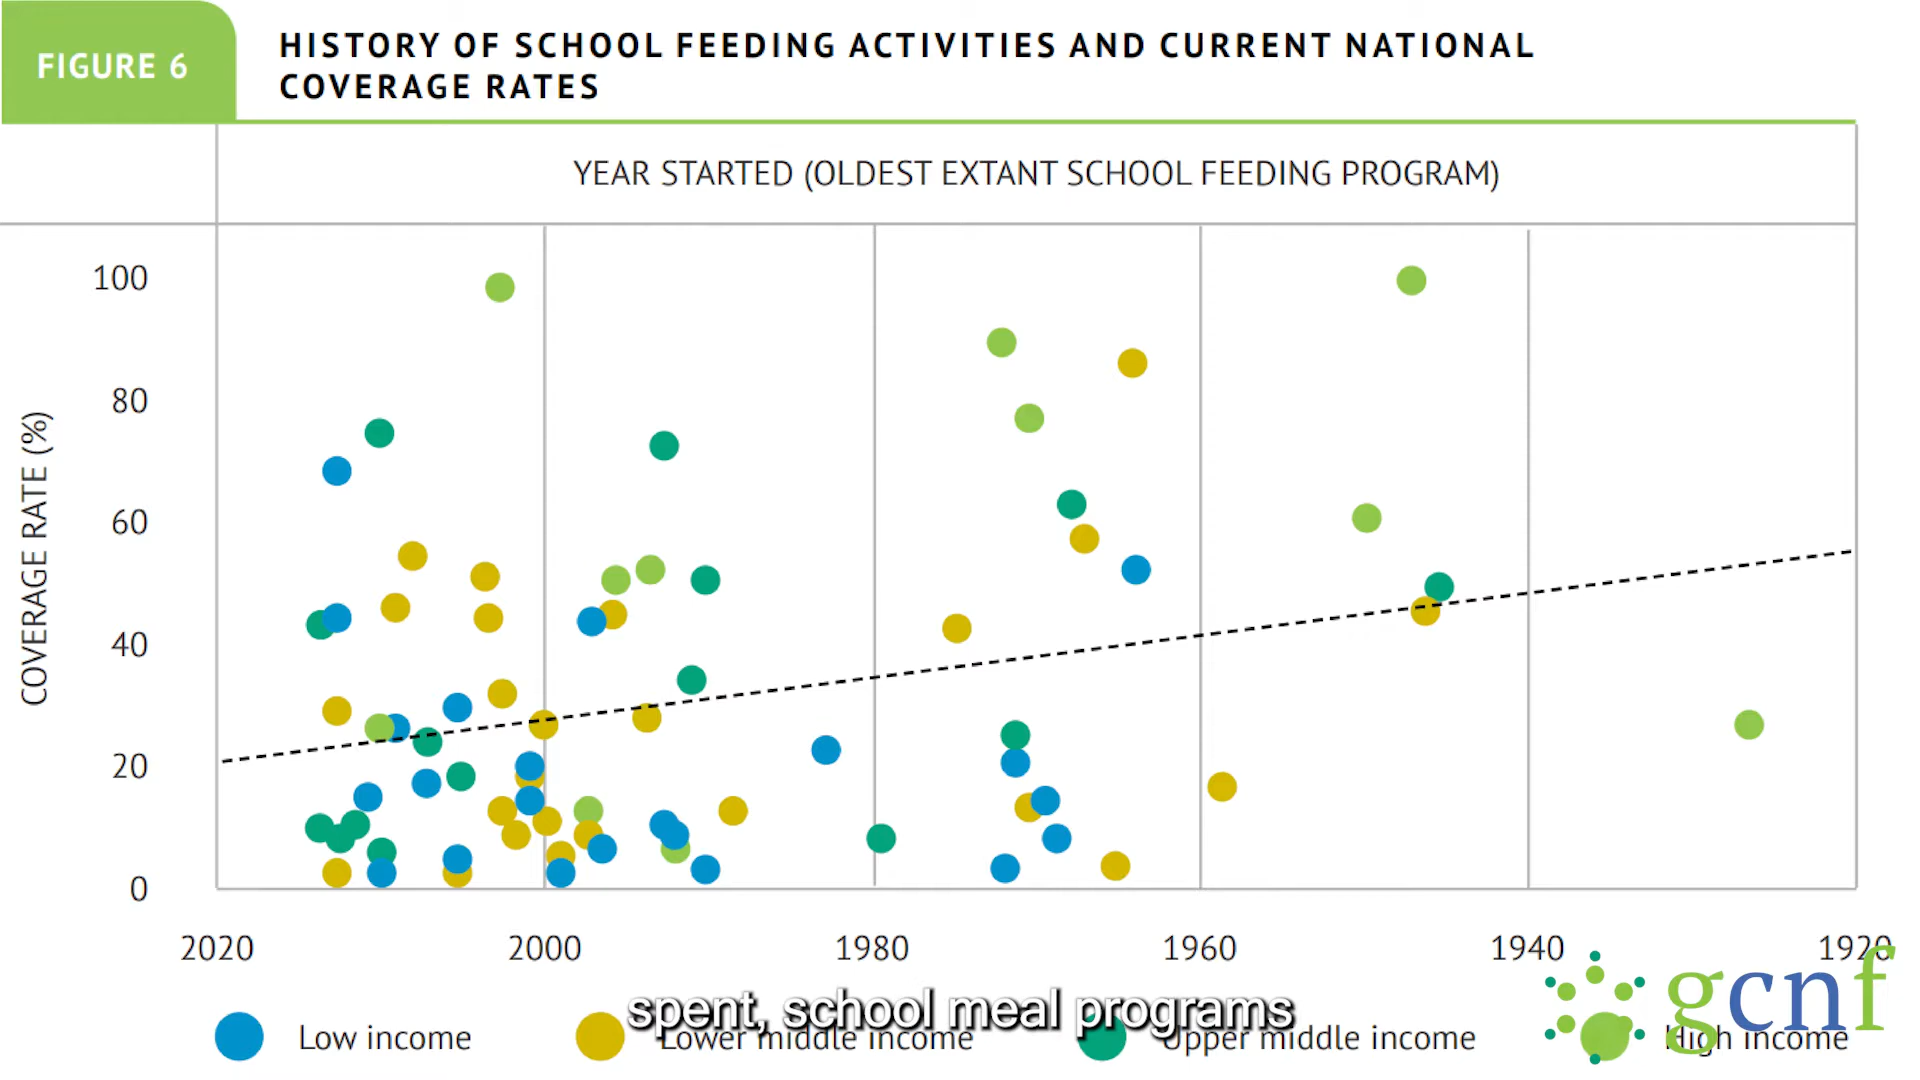 FIGURE 6
HISTORY OF SCHOOL FEEDING ACTIVITIES AND CURRENT NATIONAL
COVERAGE RATES
YEAR STARTED (OLDEST EXTANT SCHOOL FEEDING PROGRAM)
COVERAGE RATE (%)
100
80
60
40
20
0
2020 2000 1980 1960 1940 1920
spent, school meal programs
Low income Lower middle income Upper middle income High income
gcnf